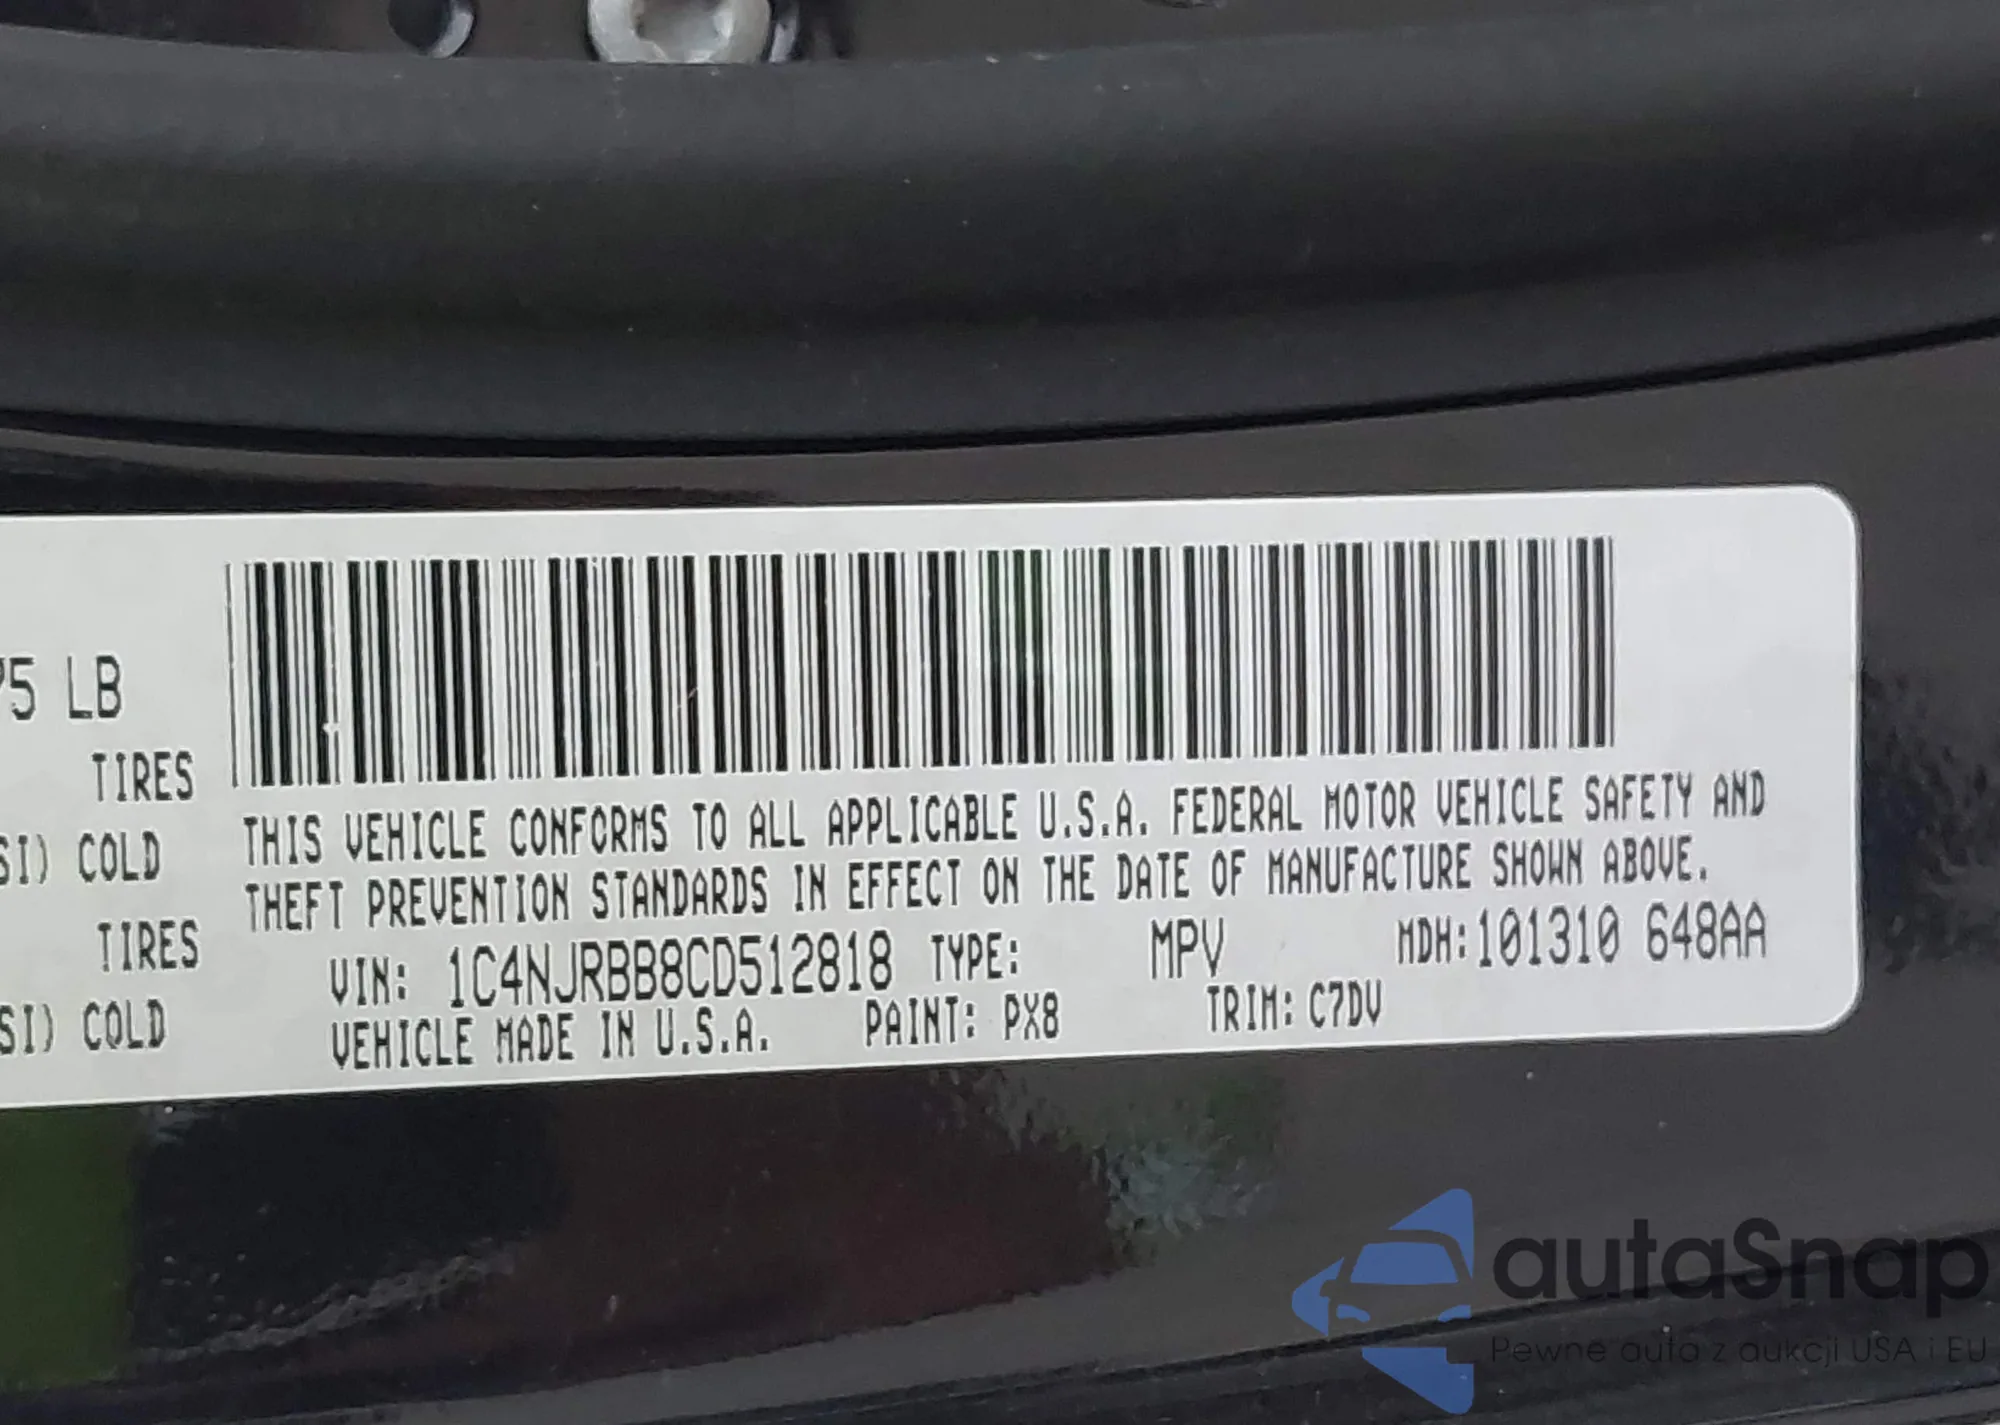 75 LB
TIRES
SI) COLD
TIRES
SI) COLD
THIS VEHICLE CONFORMS TO ALL APPLICABLE U.S.A. FEDERAL MOTOR VEHICLE SAFETY AND
THEFT PREVENTION STANDARDS IN EFFECT ON THE DATE OF MANUFACTURE SHOWN ABOVE.
VIN: 1C4NJRBB8CD512818 TYPE: MPV MDH:101310 648AA
VEHICLE MADE IN U.S.A. PAINT: PX8 TRIM: C7DV
autaSnap
Pewne auta z aukcji USA i EU